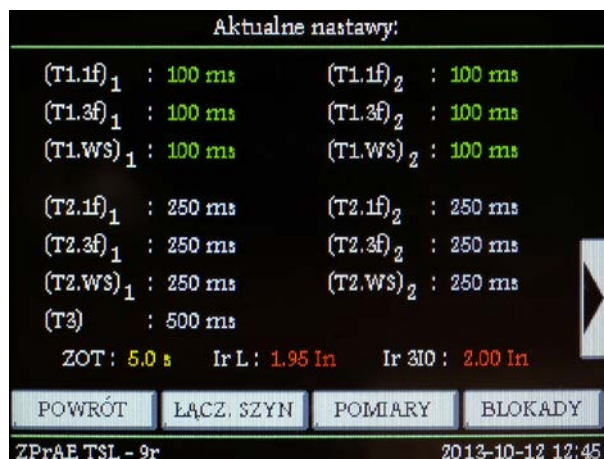 Aktualne nastawy:
(T1.1f)1 : 100 ms (T1.1f)2 : 100 ms
(T1.3f)1 : 100 ms (T1.3f)2 : 100 ms
(T1.WS)1 : 100 ms (T1.WS)2 : 100 ms
(T2.1f)1 : 250 ms (T2.1f)2 : 250 ms
(T2.3f)1 : 250 ms (T2.3f)2 : 250 ms
(T2.WS)1 : 250 ms (T2.WS)2 : 250 ms
(T3) : 500 ms
ZOT : 5.0 s Ir L : 1.95 In Ir 3I0 : 2.00 In
POWRÓT ŁĄCZ. SZYN POMIARY BLOKADY
ZPrAE TSL - 9r 2013-10-12 12:45